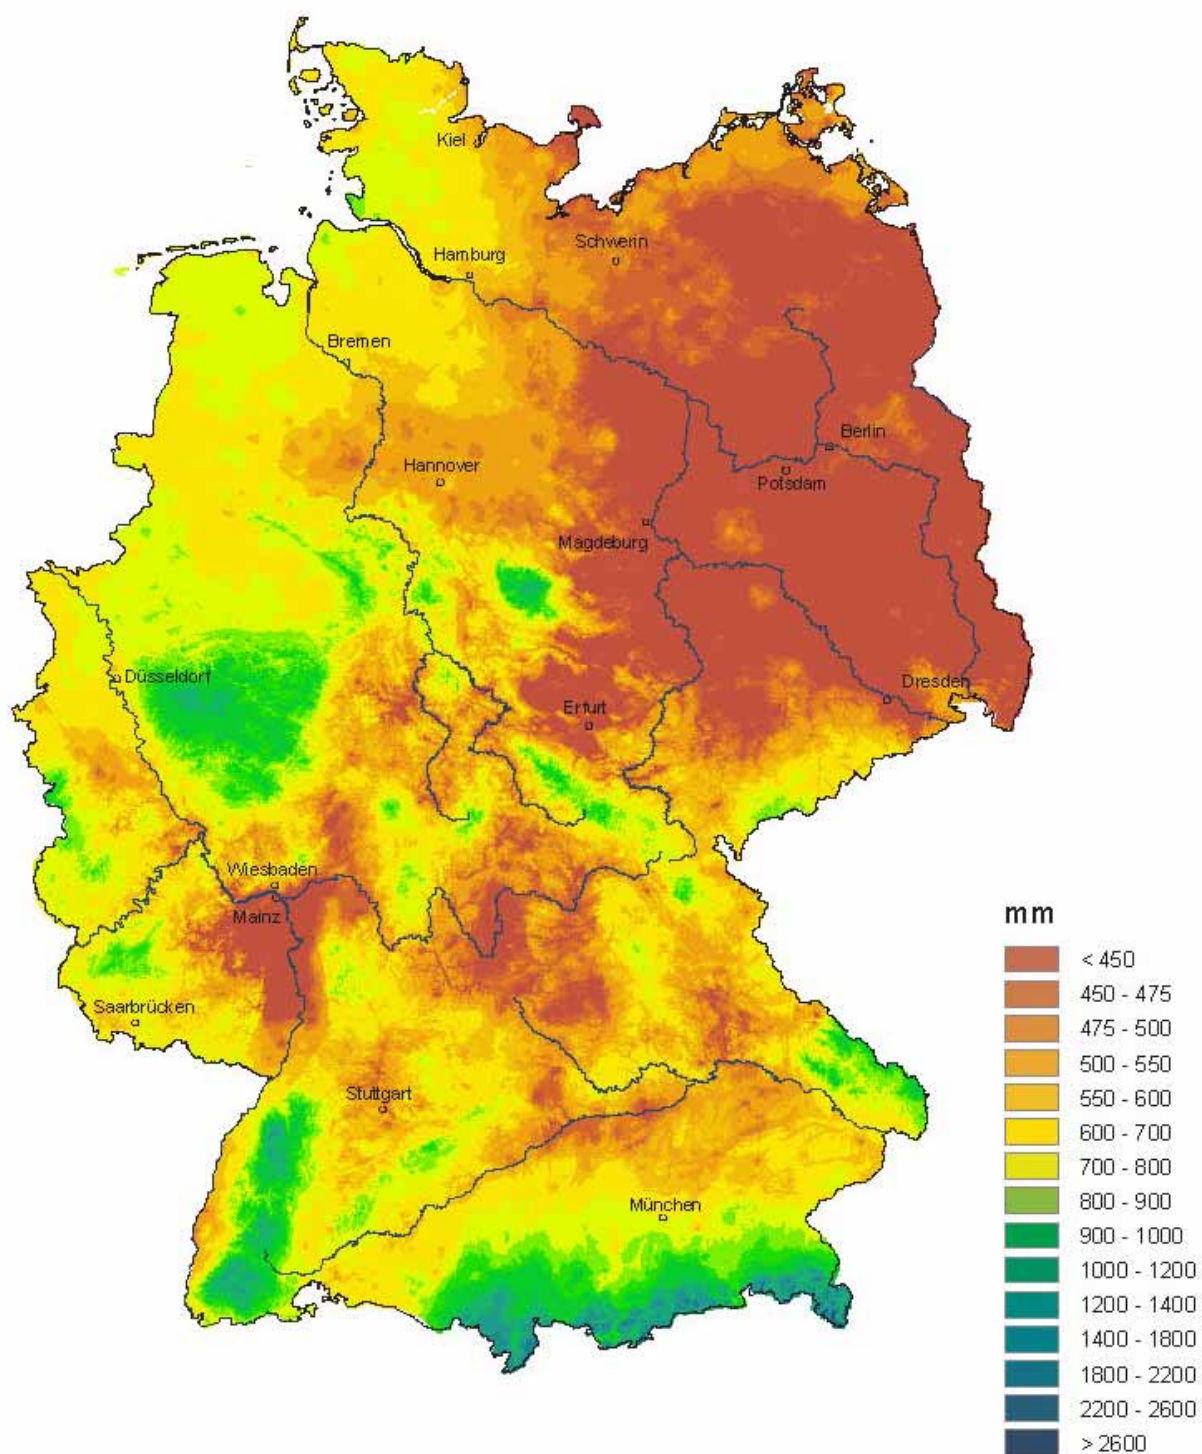 Kiel
Schwerin
Hamburg
Bremen
Berlin
Hannover
Potsdam
Magdeburg
Düsseldorf
Dresden
Erfurt
Wiesbaden
Mainz
Saarbrücken
Stuttgart
München
mm
< 450
450 - 475
475 - 500
500 - 550
550 - 600
600 - 700
700 - 800
800 - 900
900 - 1000
1000 - 1200
1200 - 1400
1400 - 1800
1800 - 2200
2200 - 2600
> 2600